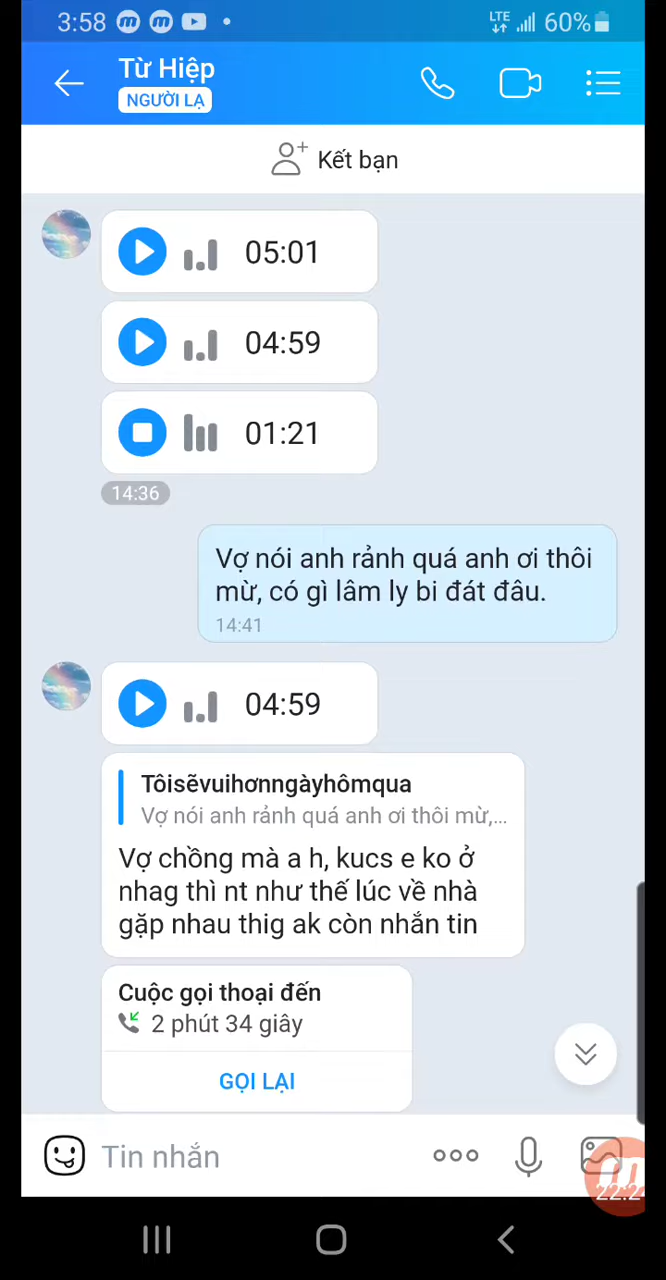 3:58
LTE
60%
Từ Hiệp
NGƯỜI LẠ
Kết bạn
05:01
04:59
01:21
14:36
Vợ nói anh rảnh quá anh ơi thôi
mừ, có gì lâm ly bi đát đâu.
14:41
04:59
Tôisẽvuihơnngàyhômqua
Vợ nói anh rảnh quá anh ơi thôi mừ,...
Vợ chồng mà a h, kucs e ko ở
nhag thì nt như thế lúc về nhà
gặp nhau thig ak còn nhắn tin
Cuộc gọi thoại đến
2 phút 34 giây
GỌI LẠI
Tin nhắn